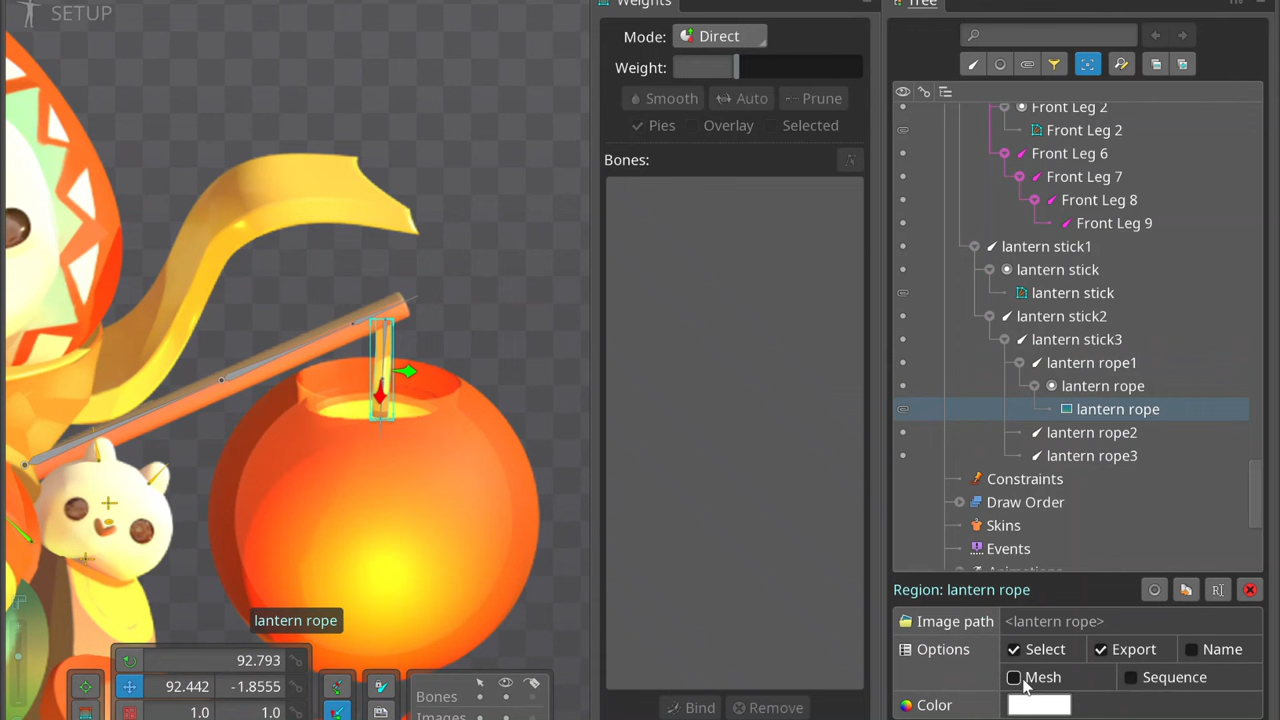 SETUP
Weights
Mode: Direct
Weight:
Smooth Auto Prune
Pies Overlay Selected
Bones:
Bind Remove
Tree
Front Leg 2
Front Leg 2
Front Leg 6
Front Leg 7
Front Leg 8
Front Leg 9
lantern stick1
lantern stick
lantern stick
lantern stick2
lantern stick3
lantern rope1
lantern rope
lantern rope
lantern rope2
lantern rope3
Constraints
Draw Order
Skins
Events
Animations
Region: lantern rope
Image path <lantern rope>
Options Select Export Name
Mesh Sequence
Color
lantern rope
92.793
92.442 -1.8555
1.0 1.0
Bones
Images